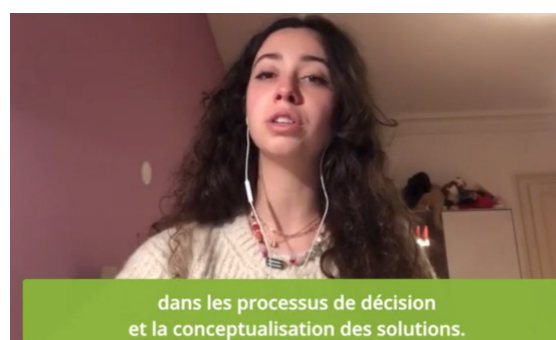 dans les processus de décision
et la conceptualisation des solutions.